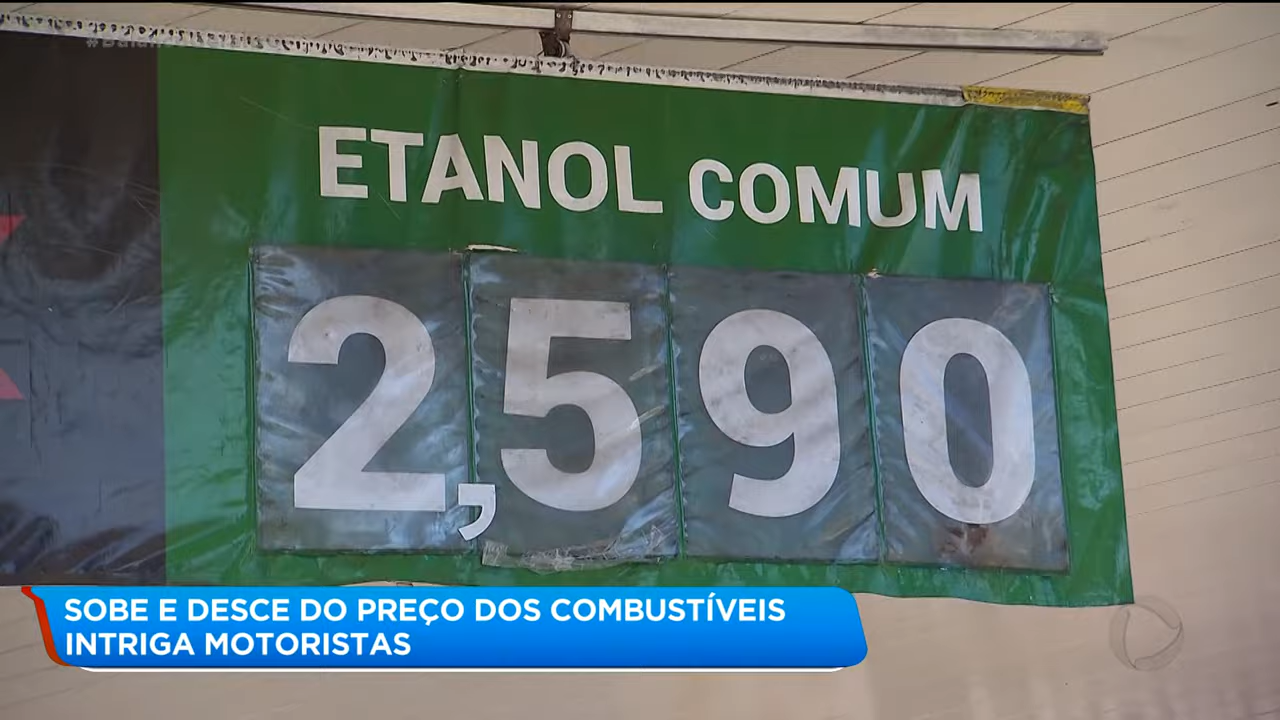 ETANOL COMUM
2,590
SOBE E DESCE DO PREÇO DOS COMBUSTÍVEIS
INTRIGA MOTORISTAS